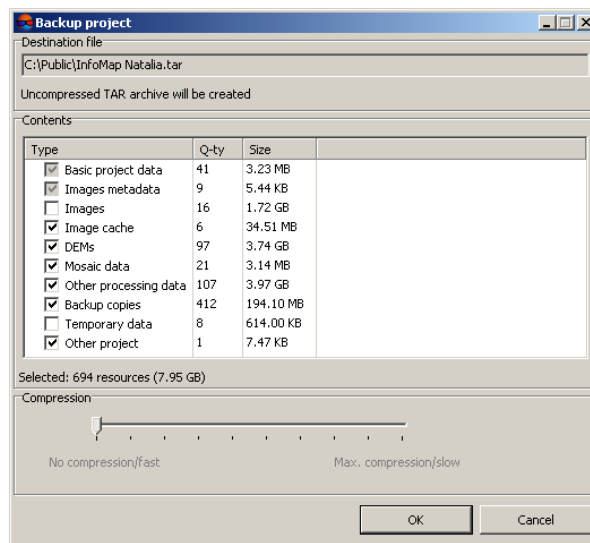 Backup project
Destination file
C:\Public\InfoMap Natalia.tar
Uncompressed TAR archive will be created
Contents
Type Q-ty Size
Basic project data 41 3.23 MB
Images metadata 9 5.44 KB
Images 16 1.72 GB
Image cache 6 34.51 MB
DEMs 97 3.74 GB
Mosaic data 21 3.14 MB
Other processing data 107 3.97 GB
Backup copies 412 194.10 MB
Temporary data 8 614.00 KB
Other project 1 7.47 KB
Selected: 694 resources (7.95 GB)
Compression
No compression/fast Max. compression/slow
OK Cancel